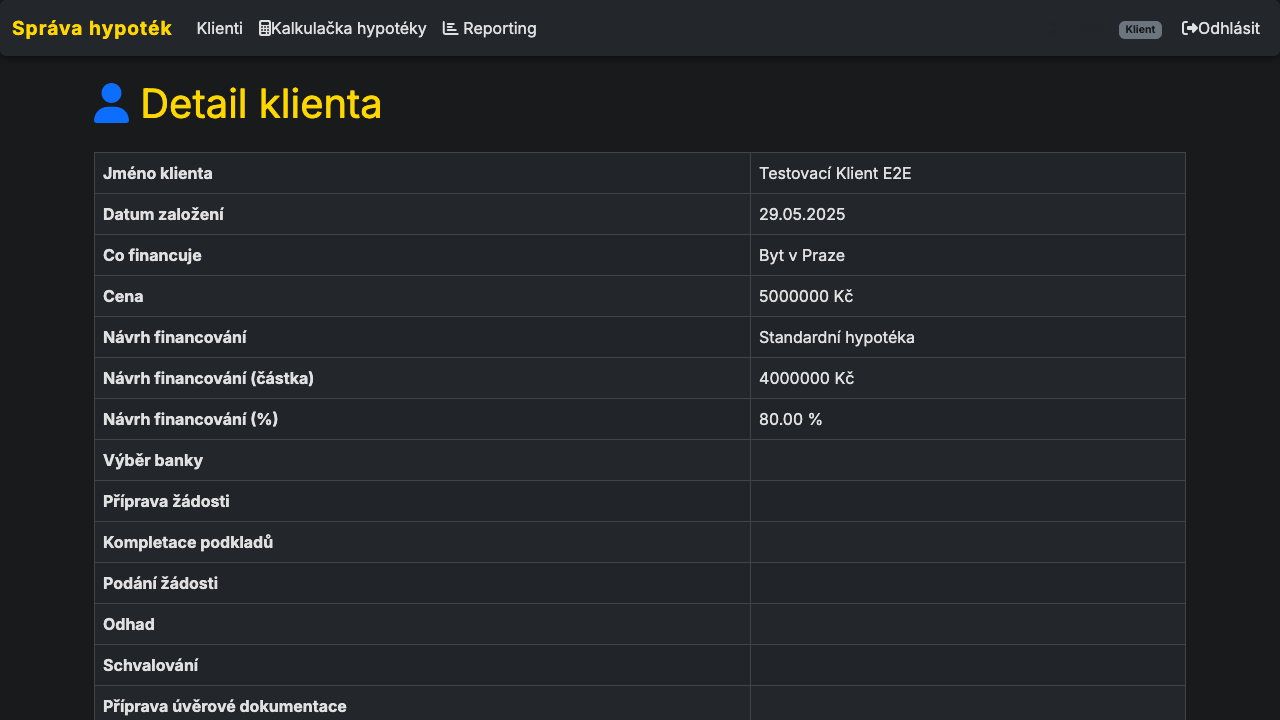 Správa hypoték Klienti Kalkulačka hypotéky Reporting Klient Odhlásit
Detail klienta
Jméno klienta Testovací Klient E2E
Datum založení 29.05.2025
Co financuje Byt v Praze
Cena 5000000 Kč
Návrh financování Standardní hypotéka
Návrh financování (částka) 4000000 Kč
Návrh financování (%) 80.00 %
Výběr banky
Příprava žádosti
Kompletace podkladů
Podání žádosti
Odhad
Schvalování
Příprava úvěrové dokumentace